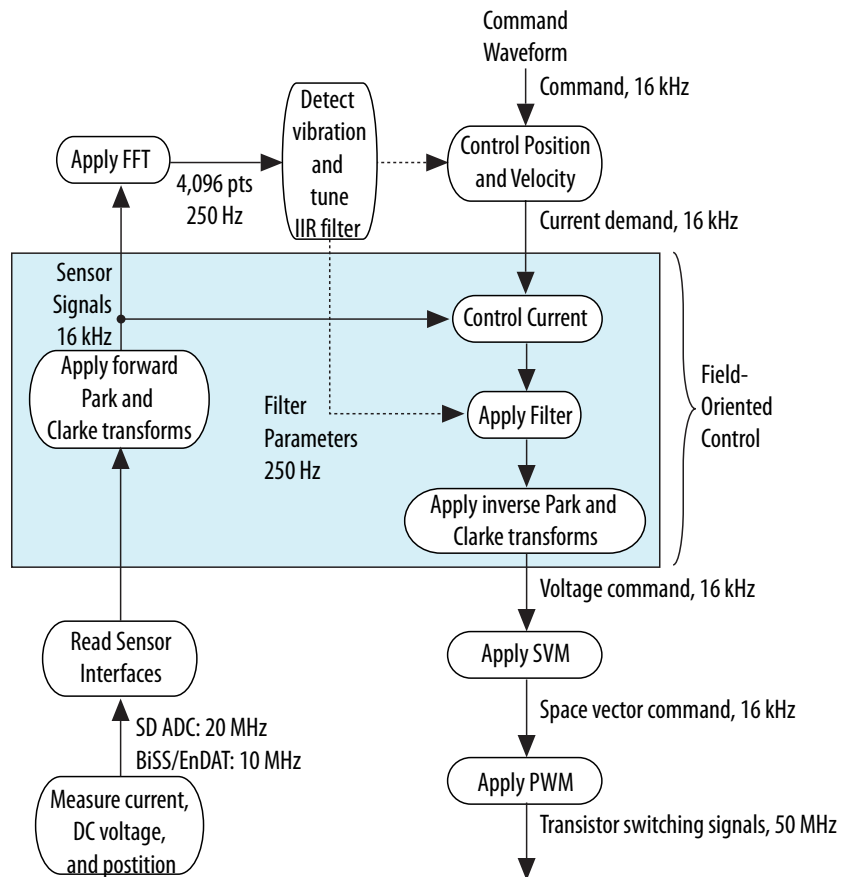 Command
Waveform
Command, 16 kHz
Detect
vibration
and
tune
IIR filter
Apply FFT
4,096 pts
250 Hz
Control Position
and Velocity
Current demand, 16 kHz
Sensor
Signals
16 kHz
Control Current
Apply forward
Park and
Clarke transforms
Filter
Parameters
250 Hz
Apply Filter
Field-
Oriented
Control
Apply inverse Park and
Clarke transforms
Voltage command, 16 kHz
Read Sensor
Interfaces
Apply SVM
SD ADC: 20 MHz
BiSS/EnDAT: 10 MHz
Space vector command, 16 kHz
Measure current,
DC voltage,
and postition
Apply PWM
Transistor switching signals, 50 MHz